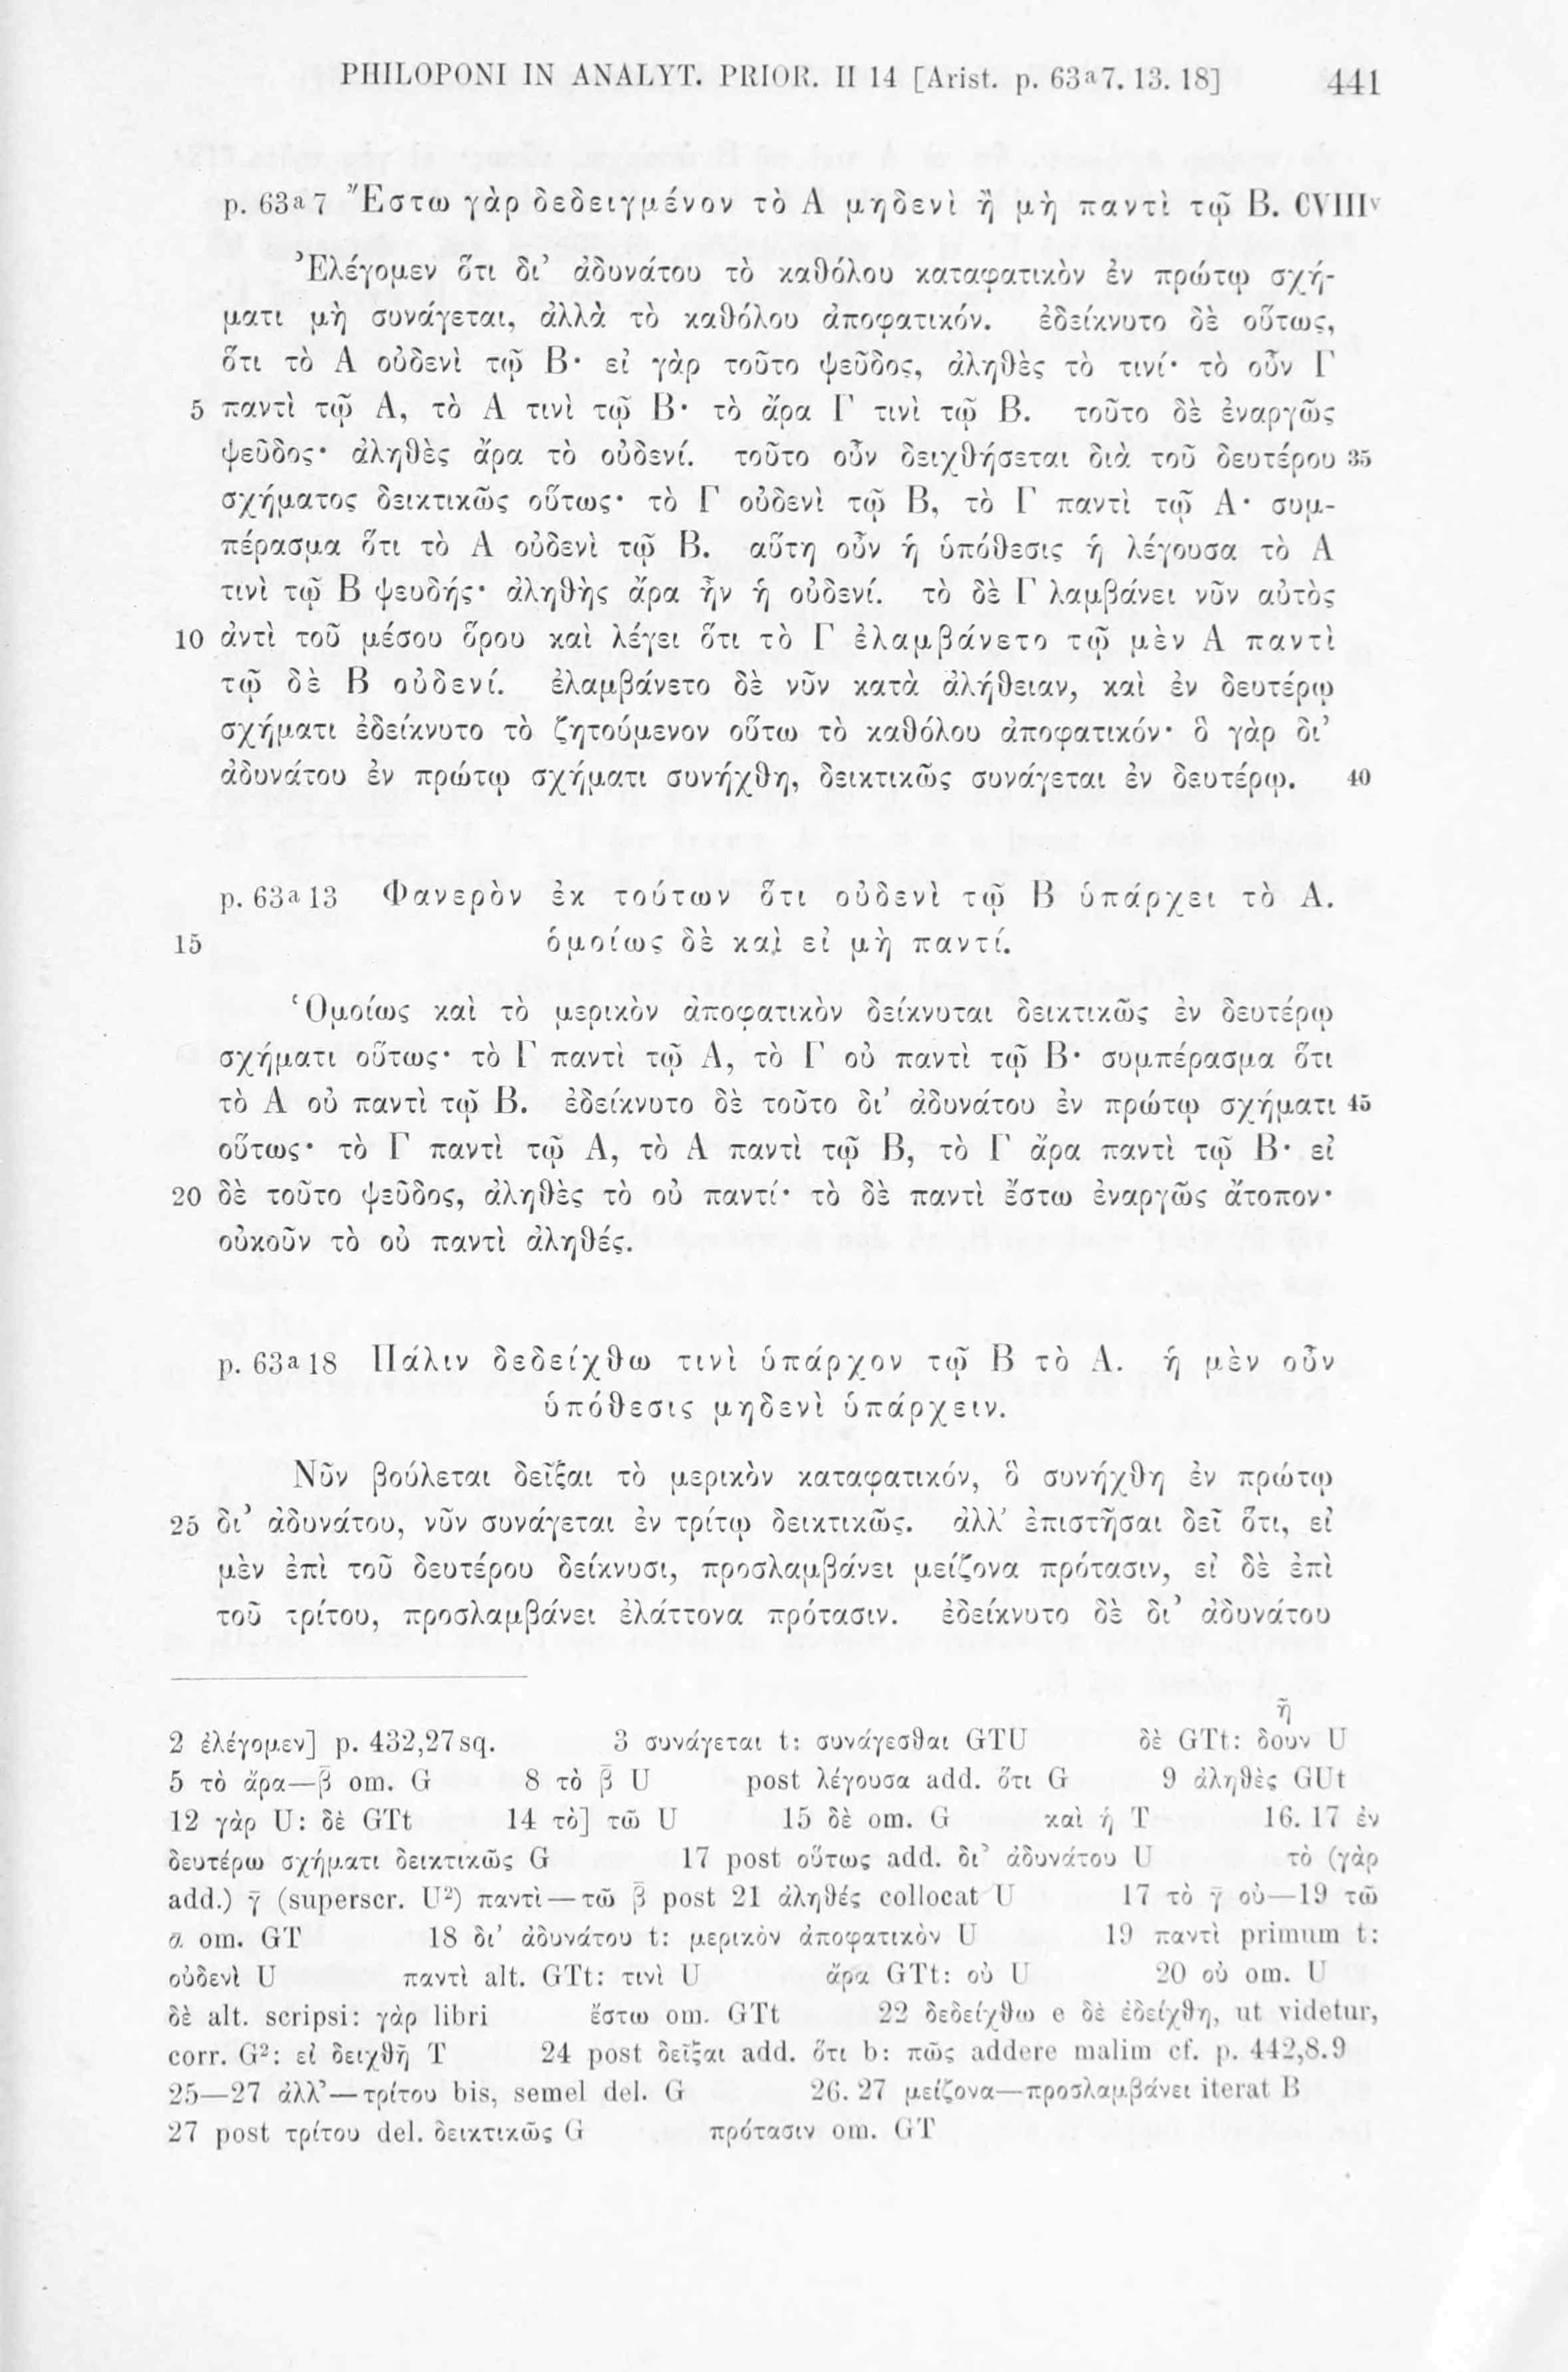 PHILOPONI IN ANALYT. PRIOR. II 14 [Arist. p. 63a7. 13. 18] 441
p. 63a7 Ἔστω γὰρ δεδειγμένον τὸ Α μηδενὶ ἢ μὴ παντὶ τῷ Β. CVIIIv
Ἐλέγομεν ὅτι δι’ ἀδυνάτου τὸ καθόλου καταφατικὸν ἐν πρώτῳ σχή-
ματι μὴ συνάγεται, ἀλλὰ τὸ καθόλου ἀποφατικόν. ἐδείκνυτο δὲ οὕτως,
ὅτι τὸ Α οὐδενὶ τῷ Β· εἰ γὰρ τοῦτο ψεῦδος, ἀληθὲς τὸ τινί· τὸ οὖν Γ
5 παντὶ τῷ Α, τὸ Α τινὶ τῷ Β· τὸ ἄρα Γ τινὶ τῷ Β. τοῦτο δὲ ἐναργῶς
ψεῦδος· ἀληθὲς ἄρα τὸ οὐδενί. τοῦτο οὖν δειχθήσεται διὰ τοῦ δευτέρου 35
σχήματος δεικτικῶς οὕτως· τὸ Γ οὐδενὶ τῷ Β, τὸ Γ παντὶ τῷ Α· συμ-
πέρασμα ὅτι τὸ Α οὐδενὶ τῷ Β. αὕτη οὖν ἡ ὑπόθεσις ἡ λέγουσα τὸ Α
τινὶ τῷ Β ψευδής· ἀληθὴς ἄρα ἦν ἡ οὐδενί. τὸ δὲ Γ λαμβάνει νῦν αὐτὸς
10 ἀντὶ τοῦ μέσου ὅρου καὶ λέγει ὅτι τὸ Γ ἐλαμβάνετο τῷ μὲν Α παντὶ
τῷ δὲ Β οὐδενί. ἐλαμβάνετο δὲ νῦν κατὰ ἀλήθειαν, καὶ ἐν δευτέρῳ
σχήματι ἐδείκνυτο τὸ ζητούμενον οὕτω τὸ καθόλου ἀποφατικόν· ὃ γὰρ δι’
ἀδυνάτου ἐν πρώτῳ σχήματι συνήχθη, δεικτικῶς συνάγεται ἐν δευτέρῳ. 40
p. 63a13 Φανερὸν ἐκ τούτων ὅτι οὐδενὶ τῷ Β ὑπάρχει τὸ Α.
15 ὁμοίως δὲ καὶ εἰ μὴ παντί.
Ὁμοίως καὶ τὸ μερικὸν ἀποφατικὸν δείκνυται δεικτικῶς ἐν δευτέρῳ
σχήματι οὕτως· τὸ Γ παντὶ τῷ Α, τὸ Γ οὐ παντὶ τῷ Β· συμπέρασμα ὅτι
τὸ Α οὐ παντὶ τῷ Β. ἐδείκνυτο δὲ τοῦτο δι’ ἀδυνάτου ἐν πρώτῳ σχήματι 45
οὕτως· τὸ Γ παντὶ τῷ Α, τὸ Α παντὶ τῷ Β, τὸ Γ ἄρα παντὶ τῷ Β· εἰ
20 δὲ τοῦτο ψεῦδος, ἀληθὲς τὸ οὐ παντί· τὸ δὲ παντὶ ἔστω ἐναργῶς ἄτοπον·
οὐκοῦν τὸ οὐ παντὶ ἀληθές.
p. 63a18 Πάλιν δεδείχθω τινὶ ὑπάρχον τῷ Β τὸ Α. ἡ μὲν οὖν
ὑπόθεσις μηδενὶ ὑπάρχειν.
Νῦν βούλεται δεῖξαι τὸ μερικὸν καταφατικόν, ὃ συνήχθη ἐν πρώτῳ
25 δι’ ἀδυνάτου, νῦν συνάγεται ἐν τρίτῳ δεικτικῶς. ἀλλ’ ἐπιστῆσαι δεῖ ὅτι, εἰ
μὲν ἐπὶ τοῦ δευτέρου δείκνυσι, προσλαμβάνει μείζονα πρότασιν, εἰ δὲ ἐπὶ
τοῦ τρίτου, προσλαμβάνει ἐλάττονα πρότασιν. ἐδείκνυτο δὲ δι’ ἀδυνάτου
ῆ
2 ἐλέγομεν] p. 432,27sq. 3 συνάγεται t: συνάγεσθαι GTU δὲ GTt: δουν U
5 τὸ ἄρα—β̄ om. G 8 τὸ β̄ U post λέγουσα add. ὅτι G 9 ἀληθὲς GUt
12 γὰρ U: δὲ GTt 14 τὸ] τῶ U 15 δὲ om. G καὶ ἡ T 16. 17 ἐν
δευτέρω σχήματι δεικτικῶς G 17 post οὕτως add. δι’ ἀδυνάτου U τὸ (γὰρ
add.) γ̄ (superscr. U²) παντὶ—τῶ β̄ post 21 ἀληθές collocat U 17 τὸ γ̄ οὐ—19 τῶ
ᾱ om. GT 18 δι’ ἀδυνάτου t: μερικὸν ἀποφατικὸν U 19 παντὶ primum t:
οὐδενὶ U παντὶ alt. GTt: τινὶ U ἄρα GTt: οὐ U 20 οὐ om. U
δὲ alt. scripsi: γὰρ libri ἔστω om. GTt 22 δεδείχθω e δὲ ἐδείχθη, ut videtur,
corr. G²: εἰ δειχθῆ T 24 post δεῖξαι add. ὅτι b: πῶς addere malim cf. p. 442,8.9
25—27 ἀλλ’—τρίτου bis, semel del. G 26. 27 μείζονα—προσλαμβάνει iterat B
27 post τρίτου del. δεικτικῶς G πρότασιν om. GT